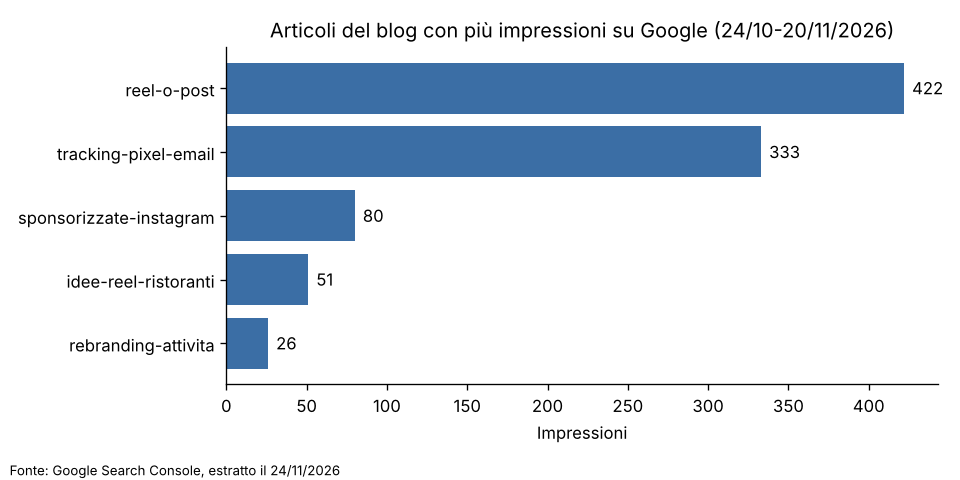 Articoli del blog con più impressioni su Google (24/10-20/11/2026)
reel-o-post
422
tracking-pixel-email
333
sponsorizzate-instagram
80
idee-reel-ristoranti
51
rebranding-attivita
26
0 50 100 150 200 250 300 350 400
Impressioni
Fonte: Google Search Console, estratto il 24/11/2026